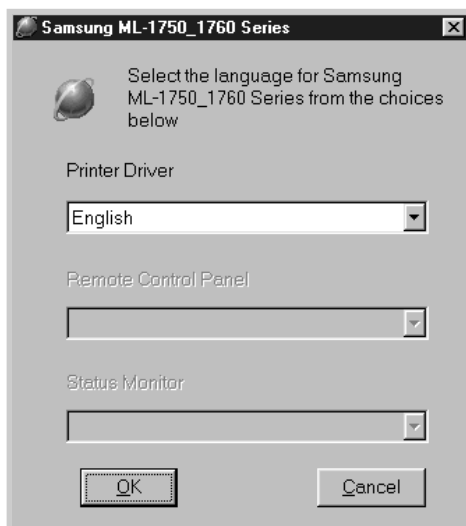 Samsung ML-1750_1760 Series
Select the language for Samsung
ML-1750_1760 Series from the choices
below
Printer Driver
English
Remote Control Panel
Status Monitor
OK
Cancel